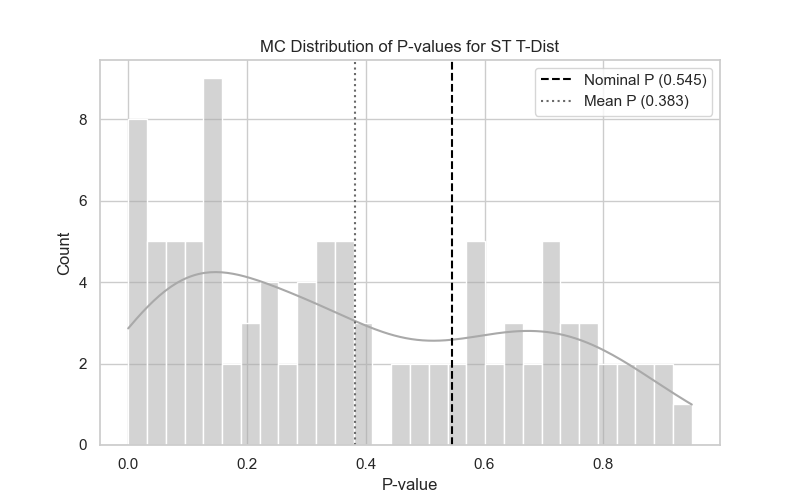 MC Distribution of P-values for ST T-Dist
Nominal P (0.545)
Mean P (0.383)
Count
8
6
4
2
0
0.0 0.2 0.4 0.6 0.8
P-value